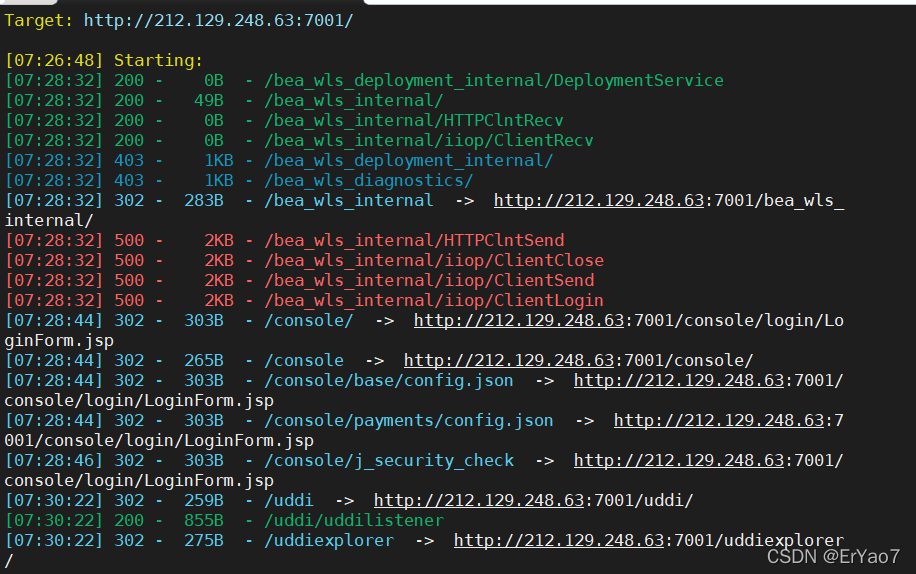 Target: http://212.129.248.63:7001/
[07:26:48] Starting:
[07:28:32] 200 -    0B  - /bea_wls_deployment_internal/DeploymentService
[07:28:32] 200 -   49B  - /bea_wls_internal/
[07:28:32] 200 -    0B  - /bea_wls_internal/HTTPClntRecv
[07:28:32] 200 -    0B  - /bea_wls_internal/iiop/ClientRecv
[07:28:32] 403 -    1KB - /bea_wls_deployment_internal/
[07:28:32] 403 -    1KB - /bea_wls_diagnostics/
[07:28:32] 302 -  283B  - /bea_wls_internal  ->  http://212.129.248.63:7001/bea_wls_
internal/
[07:28:32] 500 -    2KB - /bea_wls_internal/HTTPClntSend
[07:28:32] 500 -    2KB - /bea_wls_internal/iiop/ClientClose
[07:28:32] 500 -    2KB - /bea_wls_internal/iiop/ClientSend
[07:28:32] 500 -    2KB - /bea_wls_internal/iiop/ClientLogin
[07:28:44] 302 -  303B  - /console/  ->  http://212.129.248.63:7001/console/login/Lo
ginForm.jsp
[07:28:44] 302 -  265B  - /console  ->  http://212.129.248.63:7001/console/
[07:28:44] 302 -  303B  - /console/base/config.json  ->  http://212.129.248.63:7001/
console/login/LoginForm.jsp
[07:28:44] 302 -  303B  - /console/payments/config.json  ->  http://212.129.248.63:7
001/console/login/LoginForm.jsp
[07:28:46] 302 -  303B  - /console/j_security_check  ->  http://212.129.248.63:7001/
console/login/LoginForm.jsp
[07:30:22] 302 -  259B  - /uddi  ->  http://212.129.248.63:7001/uddi/
[07:30:22] 200 -  855B  - /uddi/uddilistener
[07:30:22] 302 -  275B  - /uddiexplorer  ->  http://212.129.248.63:7001/uddiexplorer
/
CSDN @ErYao7